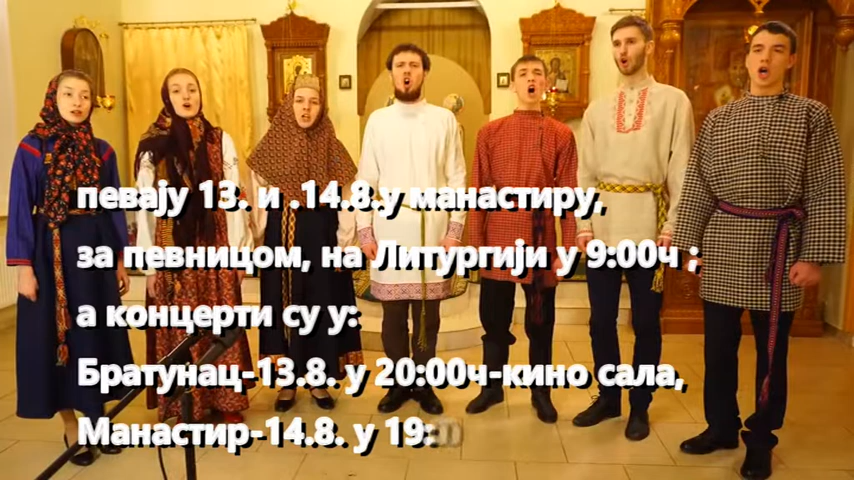 певају 13. и .14.8.у манастиру,
за певницом, на Литургији у 9:00ч ;
а концерти су у:
Братунац-13.8. у 20:00ч-кино сала,
Манастир-14.8. у 19: